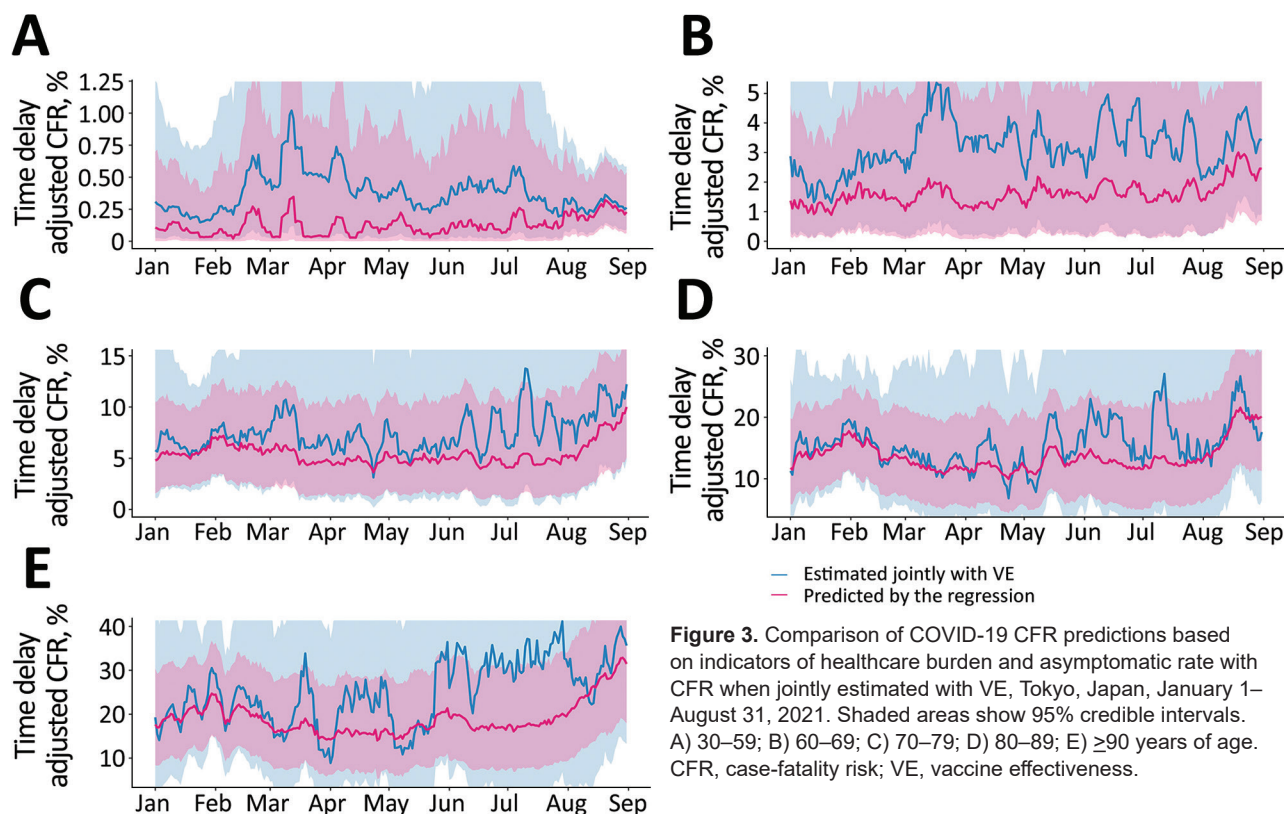 A
Time delay
adjusted CFR, %
1.25
1.00
0.75
0.50
0.25
0
Jan Feb Mar Apr May Jun Jul Aug Sep
B
Time delay
adjusted CFR, %
5
4
3
2
1
0
Jan Feb Mar Apr May Jun Jul Aug Sep
C
Time delay
adjusted CFR, %
15
10
5
0
Jan Feb Mar Apr May Jun Jul Aug Sep
D
Time delay
adjusted CFR, %
30
20
10
Jan Feb Mar Apr May Jun Jul Aug Sep
E
Time delay
adjusted CFR, %
40
30
20
10
Jan Feb Mar Apr May Jun Jul Aug Sep
Estimated jointly with VE
Predicted by the regression
Figure 3. Comparison of COVID-19 CFR predictions based
on indicators of healthcare burden and asymptomatic rate with
CFR when jointly estimated with VE, Tokyo, Japan, January 1–
August 31, 2021. Shaded areas show 95% credible intervals.
A) 30–59; B) 60–69; C) 70–79; D) 80–89; E) ≥90 years of age.
CFR, case-fatality risk; VE, vaccine effectiveness.